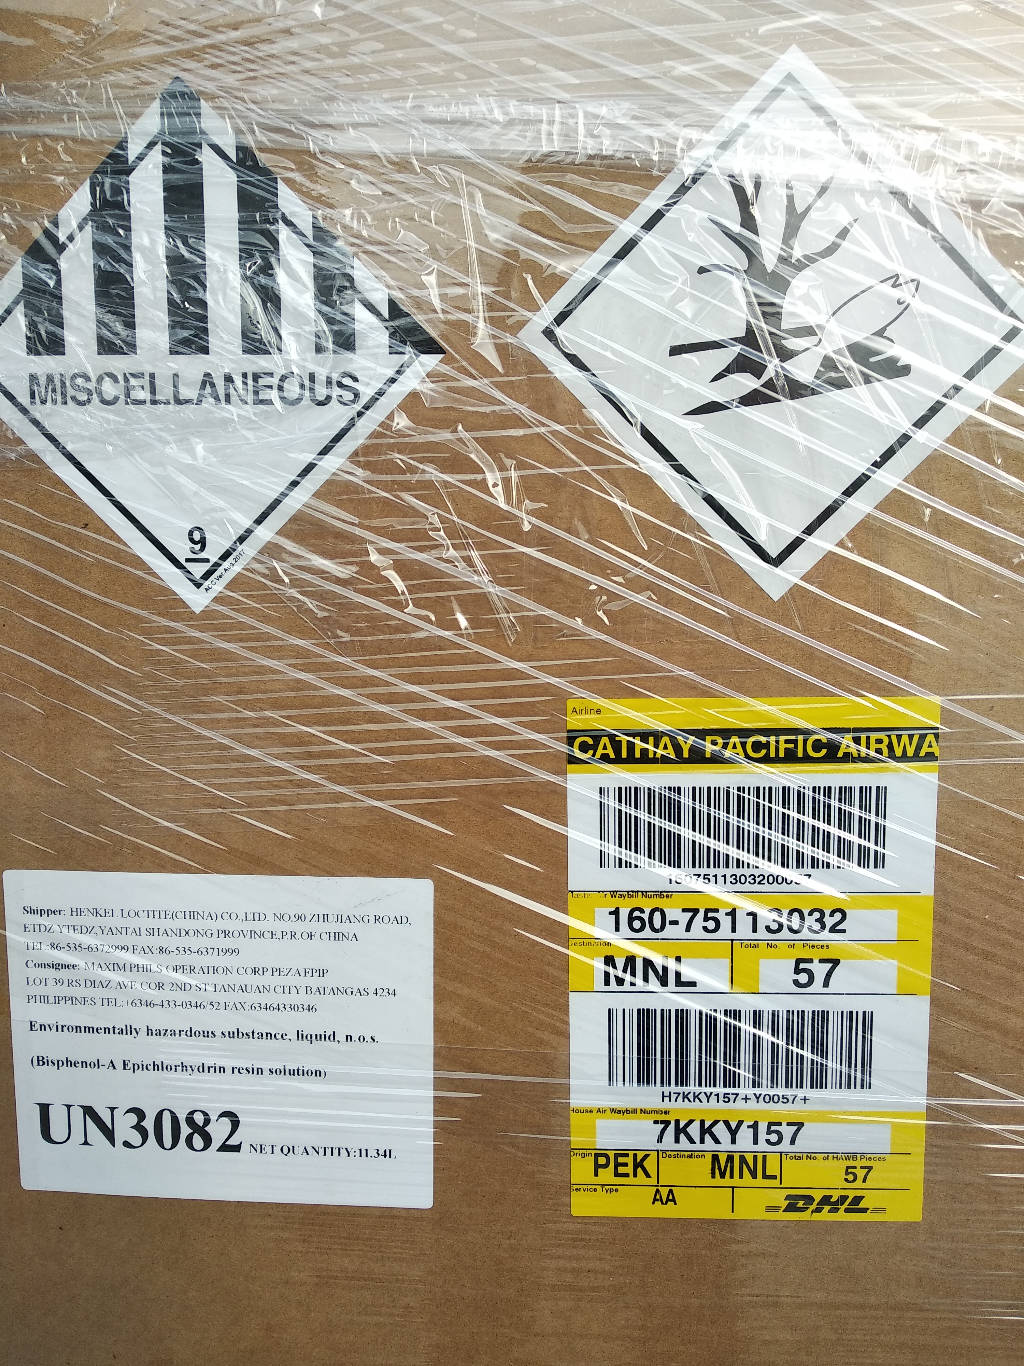 MISCELLANEOUS
9
Airline
CATHAY PACIFIC AIRWA
Air Waybill Number
160-75113032
Destination
Total No. of Pieces
MNL
57
H7KKY157+Y0057+
House Air Waybill Number
7KKY157
Origin
PEK
Destination
MNL
Total No. of HAWB Pieces
57
Service Type
AA
DHL
Shipper: HENKEL LOCTITE(CHINA) CO.,LTD. NO.90 ZHUJIANG ROAD,
ETDZ YTEDZ,YANTAI SHANDONG PROVINCE,P.R.OF CHINA
TEL:86-535-6372999 FAX:86-535-6371999
Consignee: MAXIM PHILS OPERATION CORP PEZA EPIP
LOT 39 RS DIAZ AVE COR 2ND ST TANAUAN CITY BATANGAS 4234
PHILIPPINES TEL:+6346-433-0346/52 FAX:63464330346
Environmentally hazardous substance, liquid, n.o.s.
(Bisphenol-A Epichlorhydrin resin solution)
UN3082 NET QUANTITY:11.34L